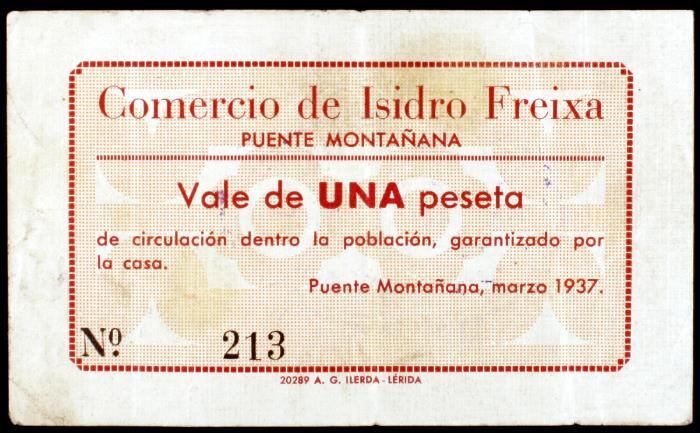 Comercio de Isidro Freixa
PUENTE MONTAÑANA
Vale de UNA peseta
de circulación dentro la población, garantizado por
la casa.
Puente Montañana, marzo 1937.
Nº 213
20289 A. G. ILERDA - LÉRIDA